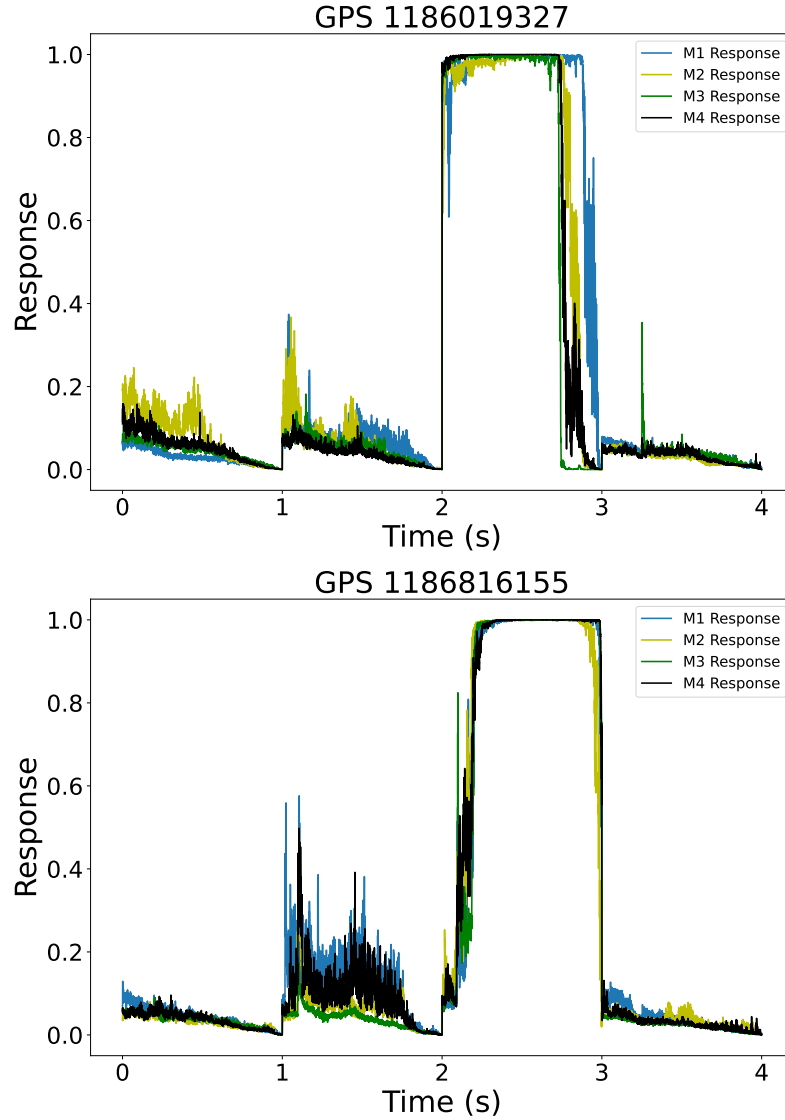 GPS 1186019327
1.0
0.8
0.6
0.4
0.2
0.0
Response
M1 Response
M2 Response
M3 Response
M4 Response
0 1 2 3 4
Time (s)
GPS 1186816155
1.0
0.8
0.6
0.4
0.2
0.0
Response
M1 Response
M2 Response
M3 Response
M4 Response
0 1 2 3 4
Time (s)